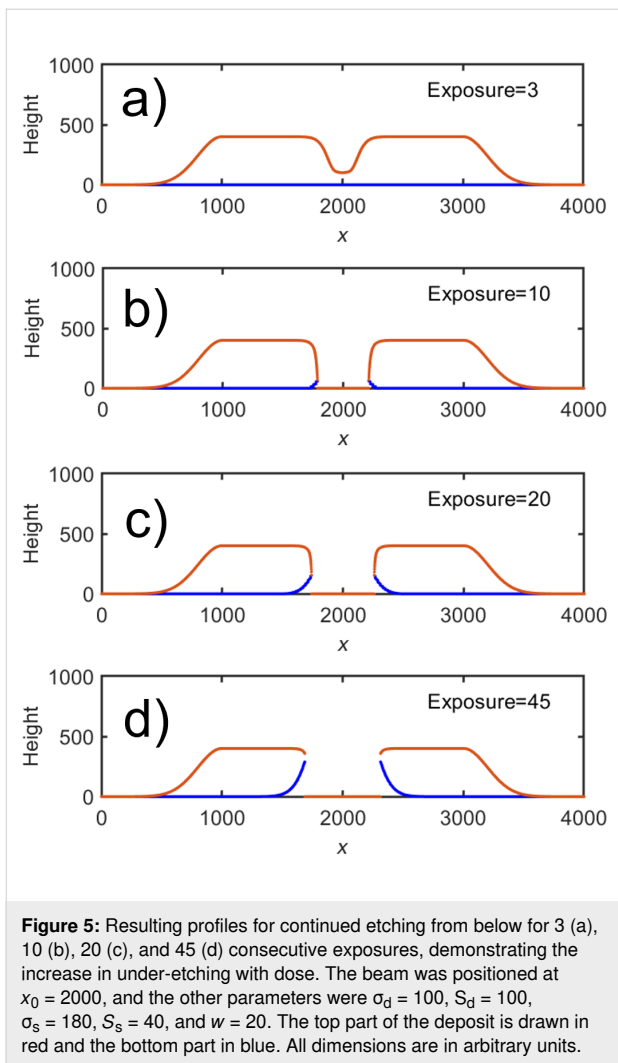 1000
a)
Exposure=3
Height
500
0
0 1000 2000 3000 4000
x
1000
b)
Exposure=10
Height
500
0
0 1000 2000 3000 4000
x
1000
c)
Exposure=20
Height
500
0
0 1000 2000 3000 4000
x
1000
d)
Exposure=45
Height
500
0
0 1000 2000 3000 4000
x
Figure 5: Resulting profiles for continued etching from below for 3 (a),
10 (b), 20 (c), and 45 (d) consecutive exposures, demonstrating the
increase in under-etching with dose. The beam was positioned at
x₀ = 2000, and the other parameters were σd = 100, Sd = 100,
σs = 180, Ss = 40, and w = 20. The top part of the deposit is drawn in
red and the bottom part in blue. All dimensions are in arbitrary units.